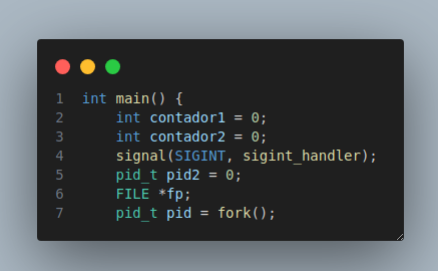 1 int main() {
2 int contador1 = 0;
3 int contador2 = 0;
4 signal(SIGINT, sigint_handler);
5 pid_t pid2 = 0;
6 FILE *fp;
7 pid_t pid = fork();